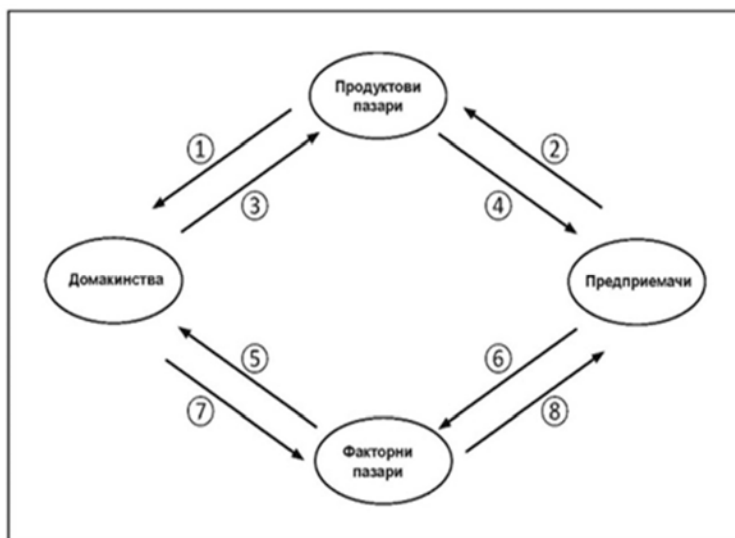 Продуктови
пазари
①
②
③
④
Домакинства
Предприемачи
⑤
⑥
⑦
⑧
Факторни
пазари